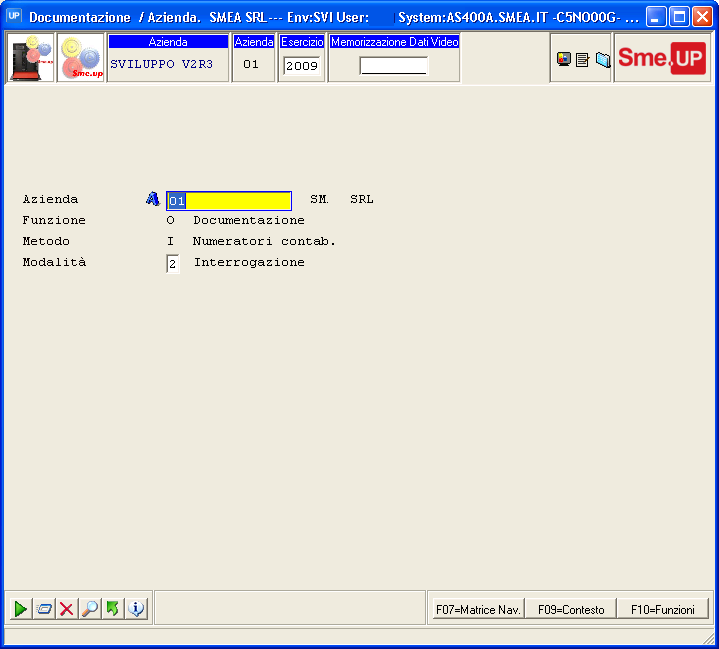 UP Documentazione / Azienda. SMEA SRL--- Env:SVI User: System:AS400A.SMEA.IT -C5NO00G- ...
Azienda Azienda Esercizio Memorizzazione Dati Video
Sme.up SVILUPPO V2R3 01 2009 Sme.UP
Azienda 01 SM SRL
Funzione O Documentazione
Metodo I Numeratori contab.
Modalità 2 Interrogazione
F07=Matrice Nav. F09=Contesto F10=Funzioni